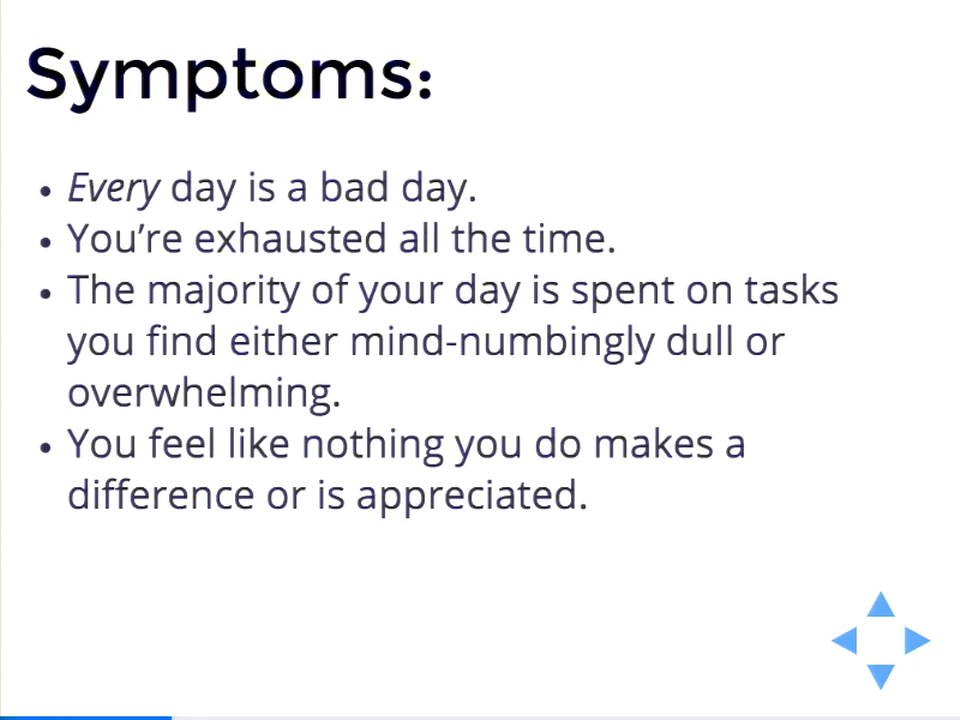 Symptoms:
• Every day is a bad day.
• You’re exhausted all the time.
• The majority of your day is spent on tasks
you find either mind-numbingly dull or
overwhelming.
• You feel like nothing you do makes a
difference or is appreciated.